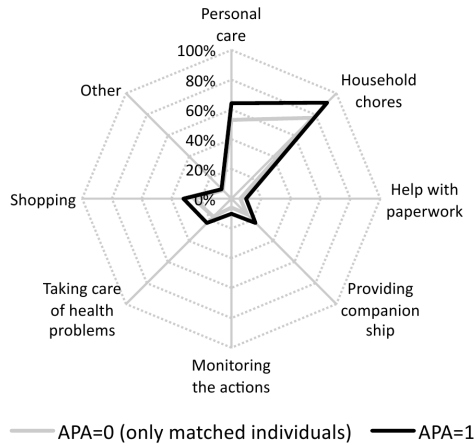 Personal
care
100%
80%
60%
40%
20%
0%
Household
chores
Help with
paperwork
Providing
companion
ship
Monitoring
the actions
Taking care
of health
problems
Shopping
Other
APA=0 (only matched individuals)
APA=1